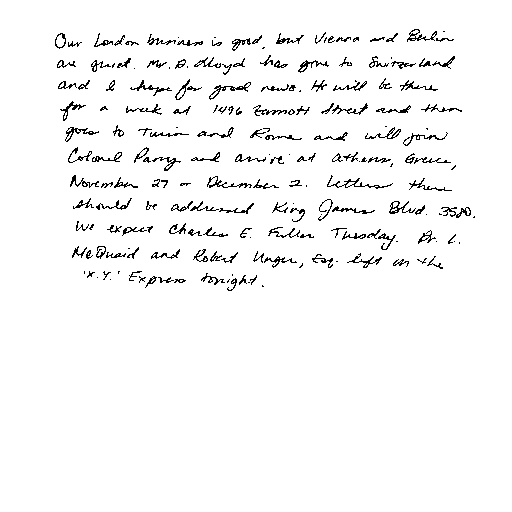 Our London business is good, but Vienna and Berlin
are quiet. Mr. D. Lloyd has gone to Switzerland
and I hope for good news. He will be there
for a week at 1496 Zermott Street and then
goes to Turin and Rome and will join
Colonel Parry and arrive at Athens, Greece,
November 27 or December 2. Letters there
should be addressed King James Blvd. 3580.
We expect Charles E. Fuller Tuesday. Dr. L.
McQuaid and Robert Unger, Esq. left on the
'X.Y.' Express tonight.